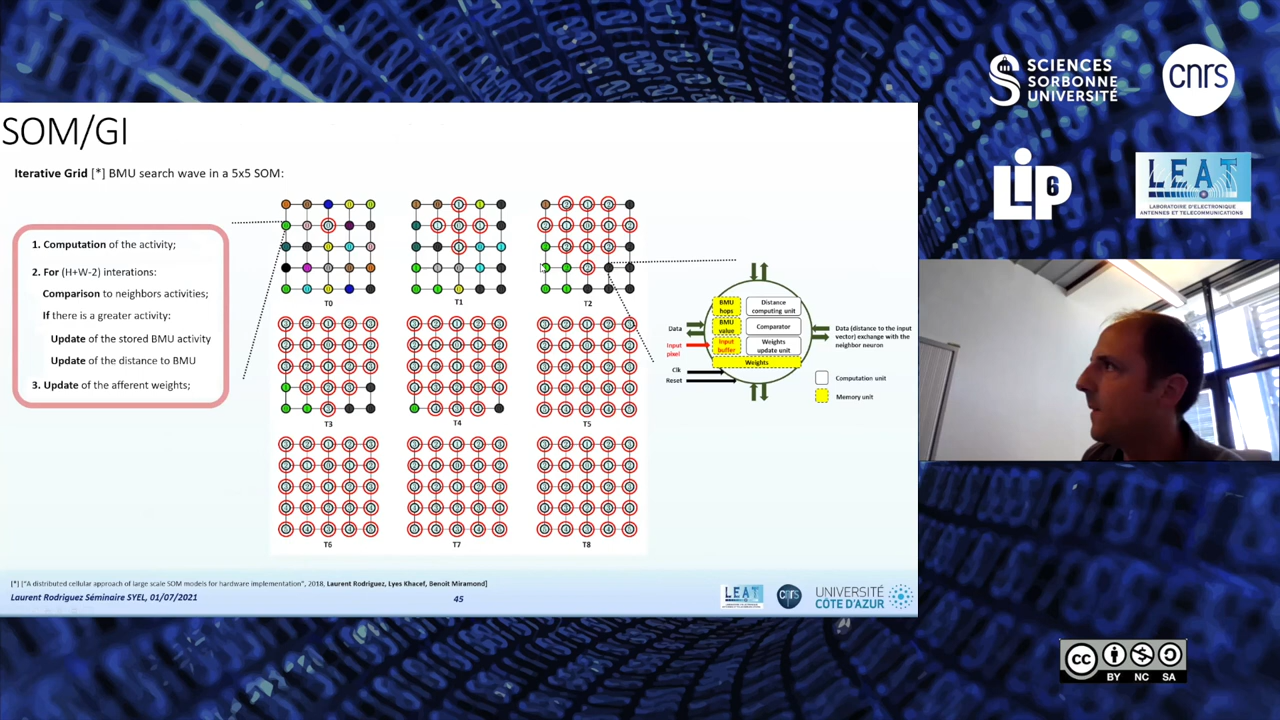 SOM/GI
Iterative Grid [*] BMU search wave in a 5x5 SOM:
1. Computation of the activity;
2. For (H+W-2) interations:
Comparison to neighbors activities;
If there is a greater activity:
Update of the stored BMU activity
Update of the distance to BMU
3. Update of the afferent weights;
T0
T1
T2
T3
T4
T5
T6
T7
T8
BMU hops
BMU value
Input buffer
Distance computing unit
Comparator
Weights update unit
Weights
Data
Input pixel
Clk
Reset
Data (distance to the input
vector) exchange with the
neighbor neuron
Computation unit
Memory unit
[*] ["A distributed cellular approach of large scale SOM models for hardware implementation", 2018, Laurent Rodriguez, Lyes Khacef, Benoit Miramond]
Laurent Rodriguez Séminaire SYEL, 01/07/2021
45
LEAT
cnrs
UNIVERSITÉ
CÔTE D'AZUR
SCIENCES
SORBONNE
UNIVERSITÉ
cnrs
LIP6
LEAT
LABORATOIRE D'ELECTRONIQUE
ANTENNES ET TELECOMMUNICATIONS
CC
BY NC SA